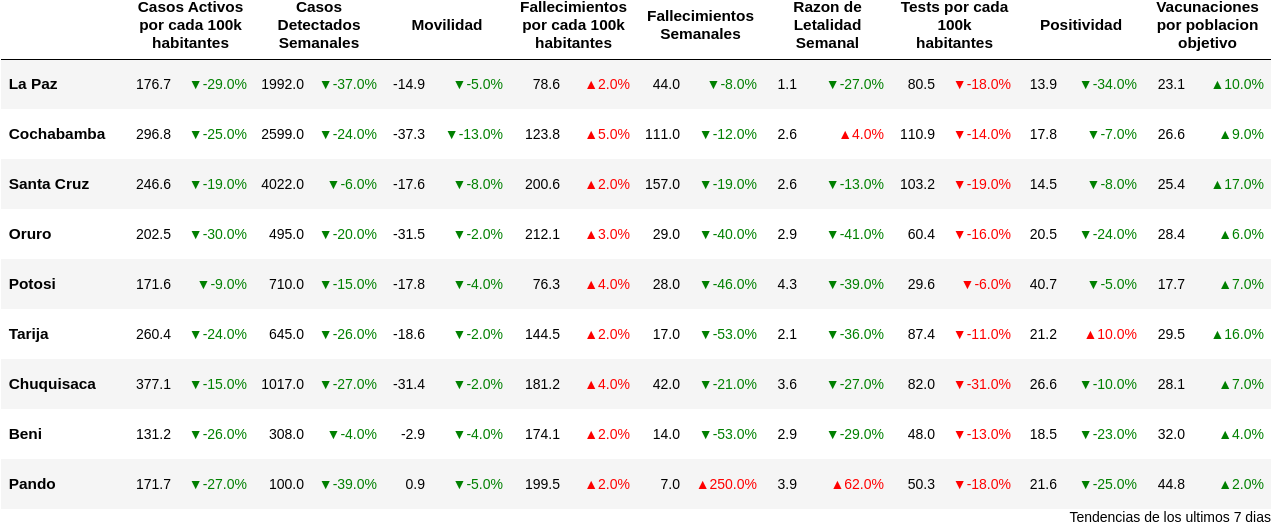 Casos Activos por cada 100k habitantes Casos Detectados Semanales Movilidad Fallecimientos por cada 100k habitantes Fallecimientos Semanales Razon de Letalidad Semanal Tests por cada 100k habitantes Positividad Vacunaciones por poblacion objetivo
La Paz 176.7 ▼-29.0% 1992.0 ▼-37.0% -14.9 ▼-5.0% 78.6 ▲2.0% 44.0 ▼-8.0% 1.1 ▼-27.0% 80.5 ▼-18.0% 13.9 ▼-34.0% 23.1 ▲10.0%
Cochabamba 296.8 ▼-25.0% 2599.0 ▼-24.0% -37.3 ▼-13.0% 123.8 ▲5.0% 111.0 ▼-12.0% 2.6 ▲4.0% 110.9 ▼-14.0% 17.8 ▼-7.0% 26.6 ▲9.0%
Santa Cruz 246.6 ▼-19.0% 4022.0 ▼-6.0% -17.6 ▼-8.0% 200.6 ▲2.0% 157.0 ▼-19.0% 2.6 ▼-13.0% 103.2 ▼-19.0% 14.5 ▼-8.0% 25.4 ▲17.0%
Oruro 202.5 ▼-30.0% 495.0 ▼-20.0% -31.5 ▼-2.0% 212.1 ▲3.0% 29.0 ▼-40.0% 2.9 ▼-41.0% 60.4 ▼-16.0% 20.5 ▼-24.0% 28.4 ▲6.0%
Potosi 171.6 ▼-9.0% 710.0 ▼-15.0% -17.8 ▼-4.0% 76.3 ▲4.0% 28.0 ▼-46.0% 4.3 ▼-39.0% 29.6 ▼-6.0% 40.7 ▼-5.0% 17.7 ▲7.0%
Tarija 260.4 ▼-24.0% 645.0 ▼-26.0% -18.6 ▼-2.0% 144.5 ▲2.0% 17.0 ▼-53.0% 2.1 ▼-36.0% 87.4 ▼-11.0% 21.2 ▲10.0% 29.5 ▲16.0%
Chuquisaca 377.1 ▼-15.0% 1017.0 ▼-27.0% -31.4 ▼-2.0% 181.2 ▲4.0% 42.0 ▼-21.0% 3.6 ▼-27.0% 82.0 ▼-31.0% 26.6 ▼-10.0% 28.1 ▲7.0%
Beni 131.2 ▼-26.0% 308.0 ▼-4.0% -2.9 ▼-4.0% 174.1 ▲2.0% 14.0 ▼-53.0% 2.9 ▼-29.0% 48.0 ▼-13.0% 18.5 ▼-23.0% 32.0 ▲4.0%
Pando 171.7 ▼-27.0% 100.0 ▼-39.0% 0.9 ▼-5.0% 199.5 ▲2.0% 7.0 ▲250.0% 3.9 ▲62.0% 50.3 ▼-18.0% 21.6 ▼-25.0% 44.8 ▲2.0%
Tendencias de los ultimos 7 dias